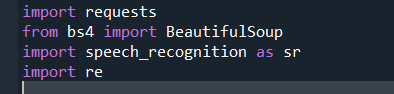 import requests
from bs4 import BeautifulSoup
import speech_recognition as sr
import re